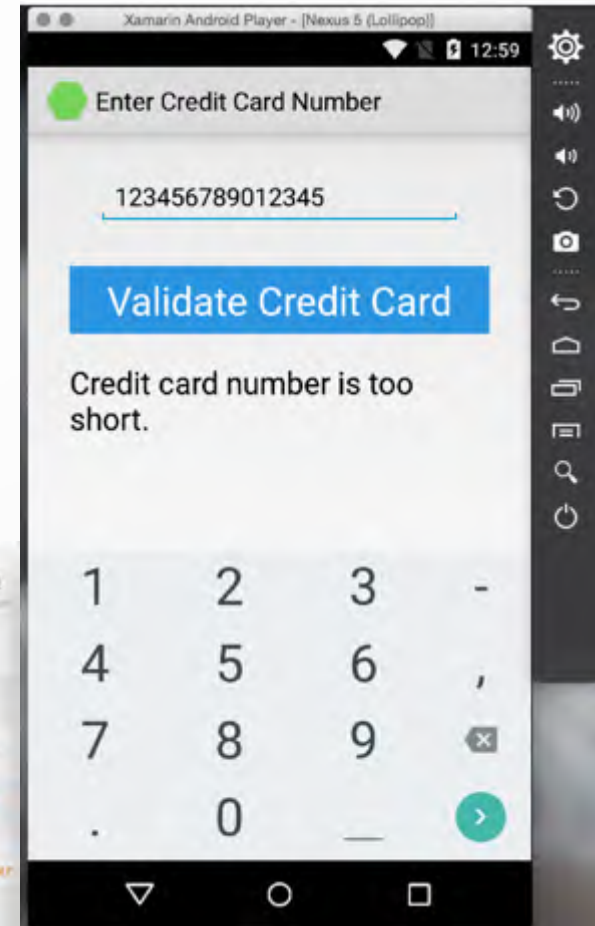 Xamarin Android Player - [Nexus 5 (Lollipop)]
12:59
Enter Credit Card Number
123456789012345
Validate Credit Card
Credit card number is too
short.
1 2 3 -
4 5 6 ,
7 8 9
. 0 _